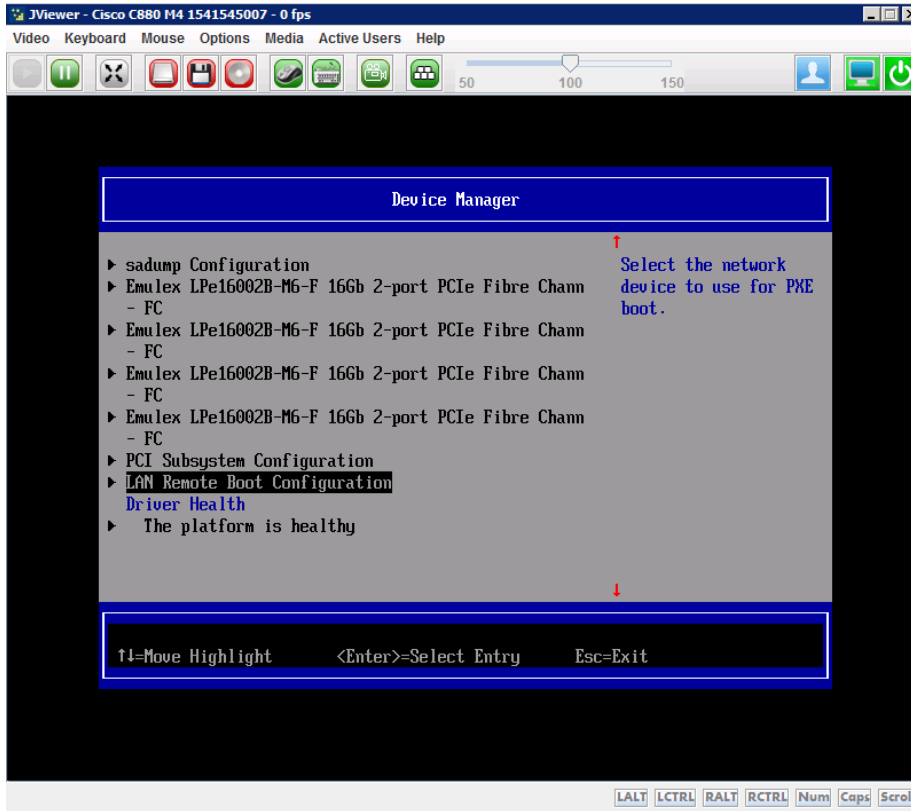 JViewer - Cisco C880 M4 1541545007 - 0 fps
Video Keyboard Mouse Options Media Active Users Help
50 100 150
Device Manager
sadump Configuration
Emulex LPe16002B-M6-F 16Gb 2-port PCIe Fibre Chann
- FC
Emulex LPe16002B-M6-F 16Gb 2-port PCIe Fibre Chann
- FC
Emulex LPe16002B-M6-F 16Gb 2-port PCIe Fibre Chann
- FC
Emulex LPe16002B-M6-F 16Gb 2-port PCIe Fibre Chann
- FC
PCI Subsystem Configuration
LAN Remote Boot Configuration
Driver Health
The platform is healthy
Select the network
device to use for PXE
boot.
↑↓=Move Highlight <Enter>=Select Entry Esc=Exit
LALT LCTRL RALT RCTRL Num Caps Scrol